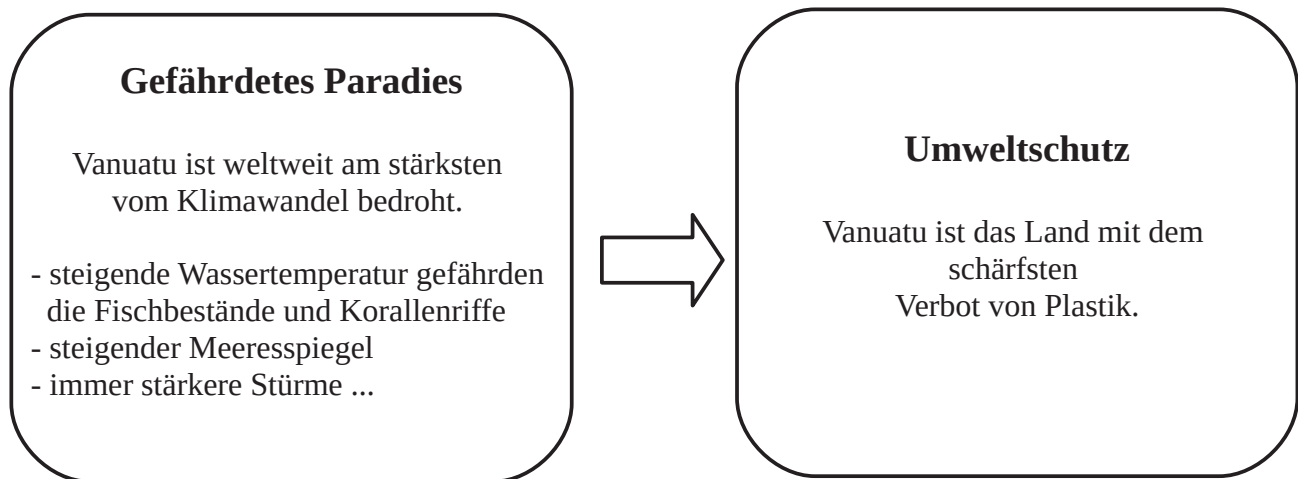 Gefährdetes Paradies
Vanuatu ist weltweit am stärksten
vom Klimawandel bedroht.
- steigende Wassertemperatur gefährden
die Fischbestände und Korallenriffe
- steigender Meeresspiegel
- immer stärkere Stürme ...
Umweltschutz
Vanuatu ist das Land mit dem
schärfsten
Verbot von Plastik.